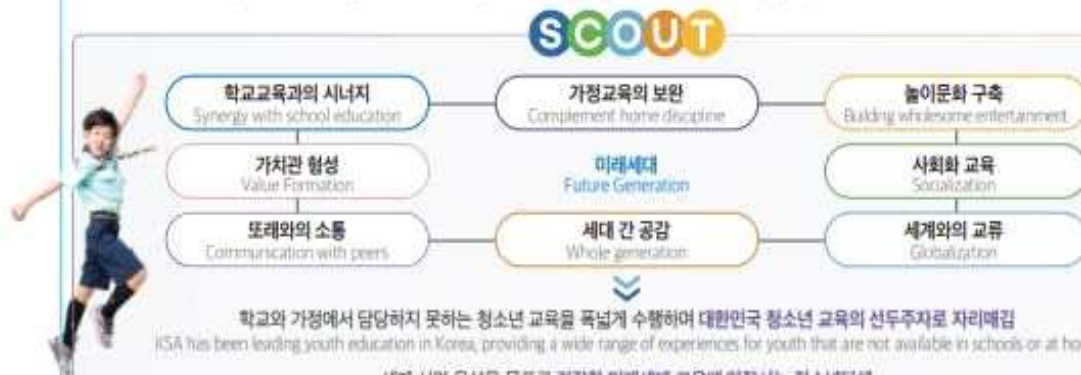 SCOUT
학교교육과의 시너지
Synergy with school education
가정교육의 보완
Complement home discipline
놀이문화 구축
Building wholesome entertainment
가치관 형성
Value Formation
미래세대
Future Generation
사회화 교육
Socialization
또래와의 소통
Communication with peers
세대 간 공감
Whole generation
세계와의 교류
Globalization
학교와 가정에서 담당하지 못하는 청소년 교육을 폭넓게 수행하며 대한민국 청소년 교육의 선두주자로 자리매김
KSA has been leading youth education in Korea, providing a wide range of experiences for youth that are not available in schools or at